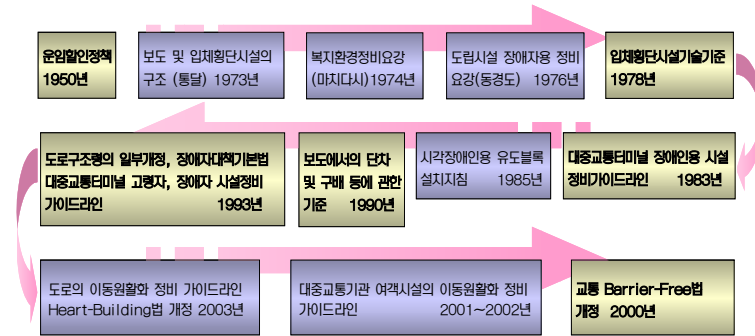 운임할인정책
1950년
보도 및 입체횡단시설의
구조 (통달) 1973년
복지환경정비요강
(마치다시)1974년
도립시설 장애자용 정비
요강(동경도) 1976년
입체횡단시설기술기준
1978년
도로구조령의 일부개정, 장애자대책기본법
대중교통터미널 고령자, 장애자 시설정비
가이드라인 1993년
보도에서의 단차
및 구배 등에 관한
기준 1990년
시각장애인용 유도블록
설치지침 1985년
대중교통터미널 장애인용 시설
정비가이드라인 1983년
도로의 이동원활화 정비 가이드라인
Heart-Building법 개정 2003년
대중교통기관 여객시설의 이동원활화 정비
가이드라인 2001~2002년
교통 Barrier-Free법
개정 2000년